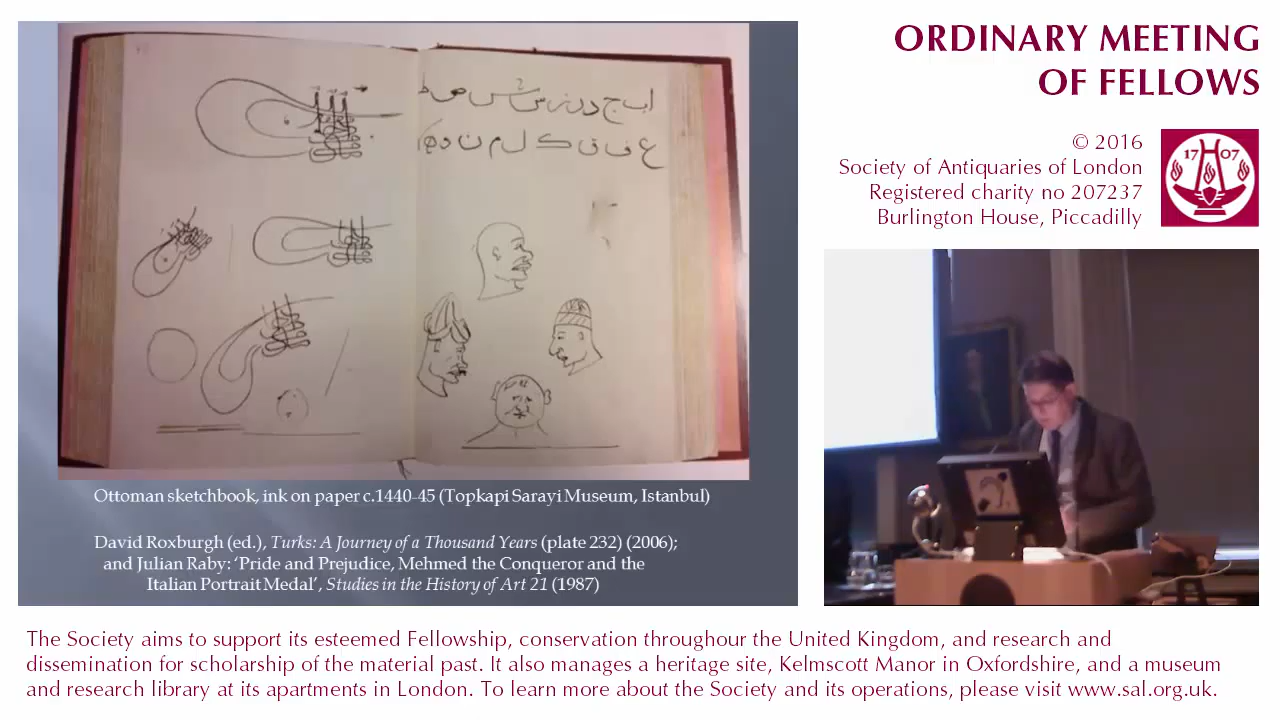 ORDINARY MEETING
OF FELLOWS
© 2016
Society of Antiquaries of London
Registered charity no 207237
Burlington House, Piccadilly
17 07
ا ب ج د ر س ش ص ط
ع ف ق ك ل م ن و ه
Ottoman sketchbook, ink on paper c.1440-45 (Topkapi Sarayi Museum, Istanbul)
David Roxburgh (ed.), Turks: A Journey of a Thousand Years (plate 232) (2006);
and Julian Raby: ‘Pride and Prejudice, Mehmed the Conqueror and the
Italian Portrait Medal’, Studies in the History of Art 21 (1987)
The Society aims to support its esteemed Fellowship, conservation throughour the United Kingdom, and research and
dissemination for scholarship of the material past. It also manages a heritage site, Kelmscott Manor in Oxfordshire, and a museum
and research library at its apartments in London. To learn more about the Society and its operations, please visit www.sal.org.uk.